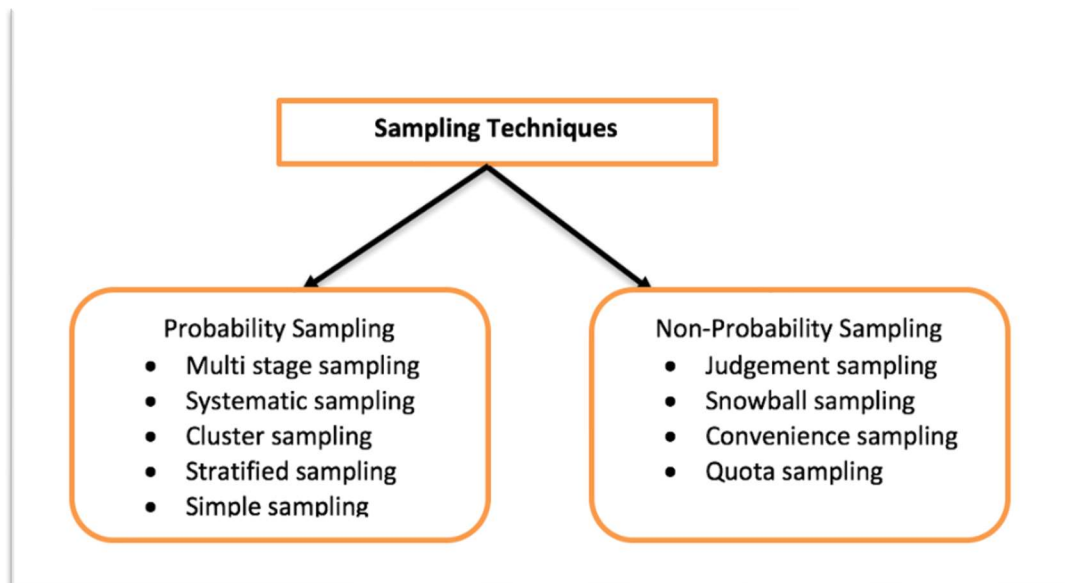 Sampling Techniques
Probability Sampling
• Multi stage sampling
• Systematic sampling
• Cluster sampling
• Stratified sampling
• Simple sampling
Non-Probability Sampling
• Judgement sampling
• Snowball sampling
• Convenience sampling
• Quota sampling